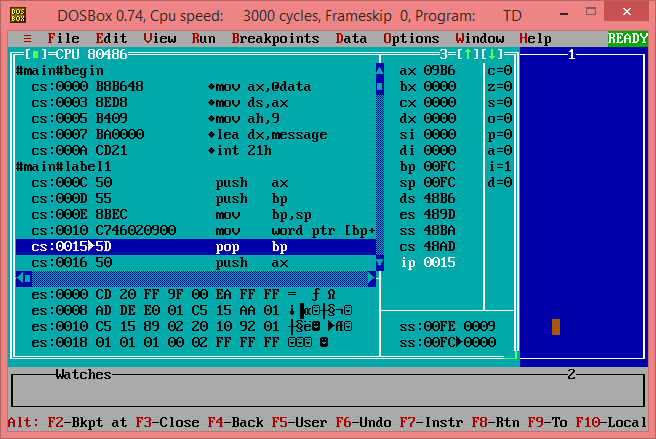 DOSBox 0.74, Cpu speed: 3000 cycles, Frameskip 0, Program: TD
≡ File Edit View Run Breakpoints Data Options Window Help READY
[■]=CPU 80486 3=[↑][↓] 1
#main#begin
cs:0000 B8B648 ◆mov ax,@data
cs:0003 8ED8 ◆mov ds,ax
cs:0005 B409 ◆mov ah,9
cs:0007 BA0000 ◆lea dx,message
cs:000A CD21 ◆int 21h
#main#label1
cs:000C 50 push ax
cs:000D 55 push bp
cs:000E 8BEC mov bp,sp
cs:0010 C746020900 mov word ptr [bp+
cs:0015►5D pop bp
cs:0016 50 push ax
ax 09B6 c=0
bx 0000 z=0
cx 0000 s=0
dx 0000 o=0
si 0000 p=0
di 0000 a=0
bp 00FC i=1
sp 00FC d=0
ds 48B6
es 489D
ss 48BA
cs 48AD
ip 0015
es:0000 CD 20 FF 9F 00 EA FF FF
es:0008 AD DE E0 01 C5 15 AA 01
es:0010 C5 15 89 02 20 10 92 01
es:0018 01 01 01 00 02 FF FF FF
ss:00FE 0009
ss:00FC►0000
Watches 2
Alt: F2-Bkpt at F3-Close F4-Back F5-User F6-Undo F7-Instr F8-Rtn F9-To F10-Local